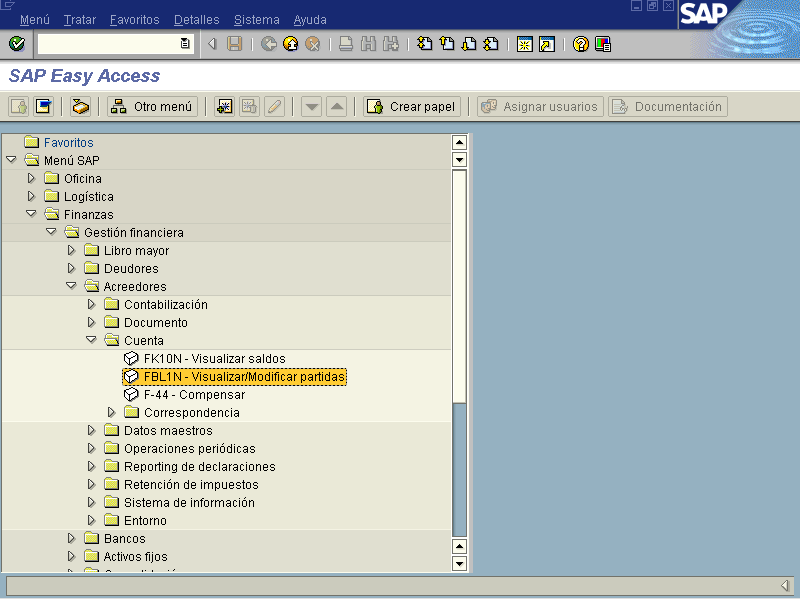 Menú Tratar Favoritos Detalles Sistema Ayuda
SAP
SAP Easy Access
Otro menú Crear papel Asignar usuarios Documentación
Favoritos
Menú SAP
Oficina
Logística
Finanzas
Gestión financiera
Libro mayor
Deudores
Acreedores
Contabilización
Documento
Cuenta
FK10N - Visualizar saldos
FBL1N - Visualizar/Modificar partidas
F-44 - Compensar
Correspondencia
Datos maestros
Operaciones periódicas
Reporting de declaraciones
Retención de impuestos
Sistema de información
Entorno
Bancos
Activos fijos